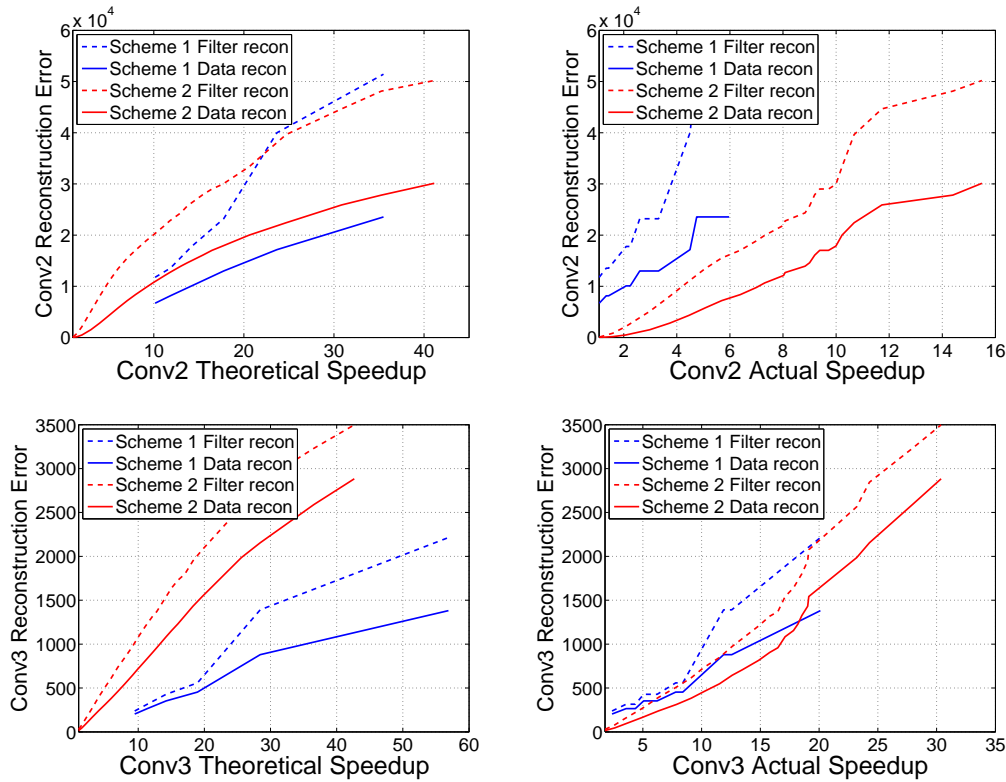 x 10⁴
6
5
4
3
2
1
0
10 20 30 40
Conv2 Reconstruction Error
Conv2 Theoretical Speedup
Scheme 1 Filter recon
Scheme 1 Data recon
Scheme 2 Filter recon
Scheme 2 Data recon
x 10⁴
6
5
4
3
2
1
0
2 4 6 8 10 12 14 16
Conv2 Reconstruction Error
Conv2 Actual Speedup
Scheme 1 Filter recon
Scheme 1 Data recon
Scheme 2 Filter recon
Scheme 2 Data recon
3500
3000
2500
2000
1500
1000
500
0
10 20 30 40 50 60
Conv3 Reconstruction Error
Conv3 Theoretical Speedup
Scheme 1 Filter recon
Scheme 1 Data recon
Scheme 2 Filter recon
Scheme 2 Data recon
3500
3000
2500
2000
1500
1000
500
0
5 10 15 20 25 30 35
Conv3 Reconstruction Error
Conv3 Actual Speedup
Scheme 1 Filter recon
Scheme 1 Data recon
Scheme 2 Filter recon
Scheme 2 Data recon